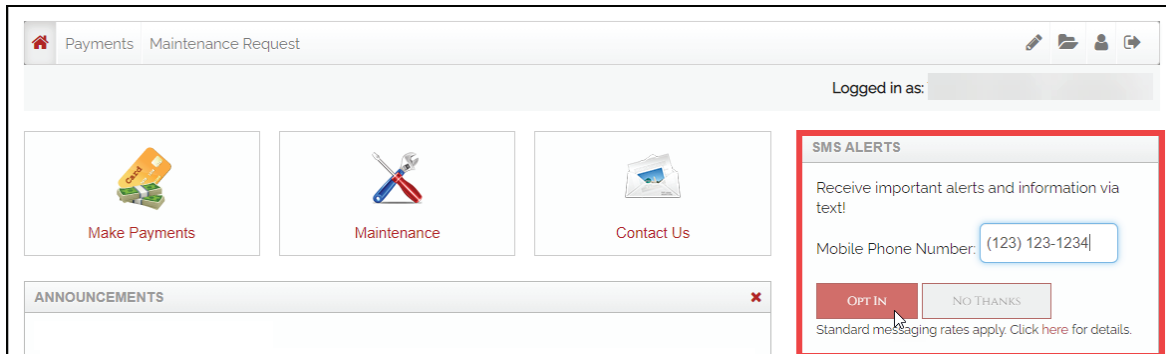 Payments Maintenance Request
Logged in as:
Card
Make Payments
Maintenance
Contact Us
SMS ALERTS
Receive important alerts and information via
text!
Mobile Phone Number: (123) 123-1234
OPT IN NO THANKS
Standard messaging rates apply. Click here for details.
ANNOUNCEMENTS